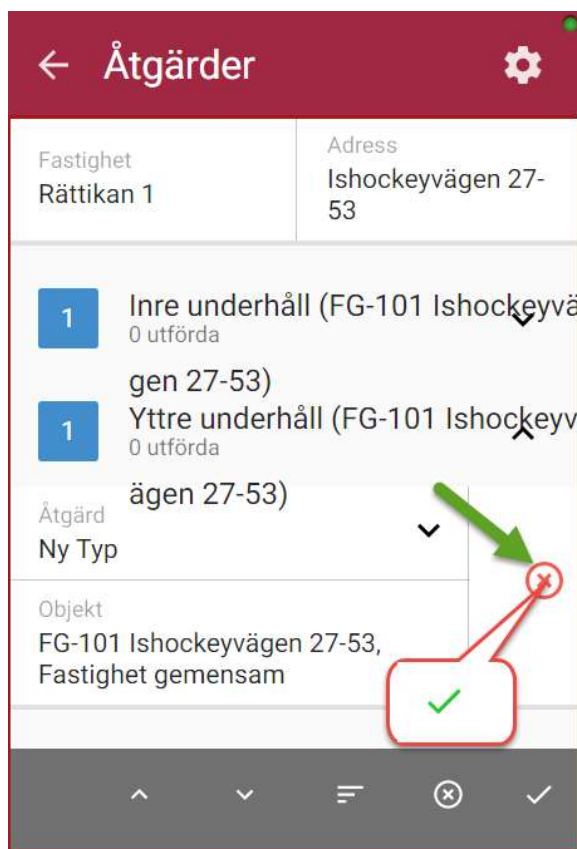 Åtgärder
Fastighet
Rättikan 1
Adress
Ishockeyvägen 27-
53
1
Inre underhåll (FG-101 Ishockeyvä
0 utförda
gen 27-53)
1
Yttre underhåll (FG-101 Ishockeyv
0 utförda
ägen 27-53)
Åtgärd
Ny Typ
Objekt
FG-101 Ishockeyvägen 27-53,
Fastighet gemensam